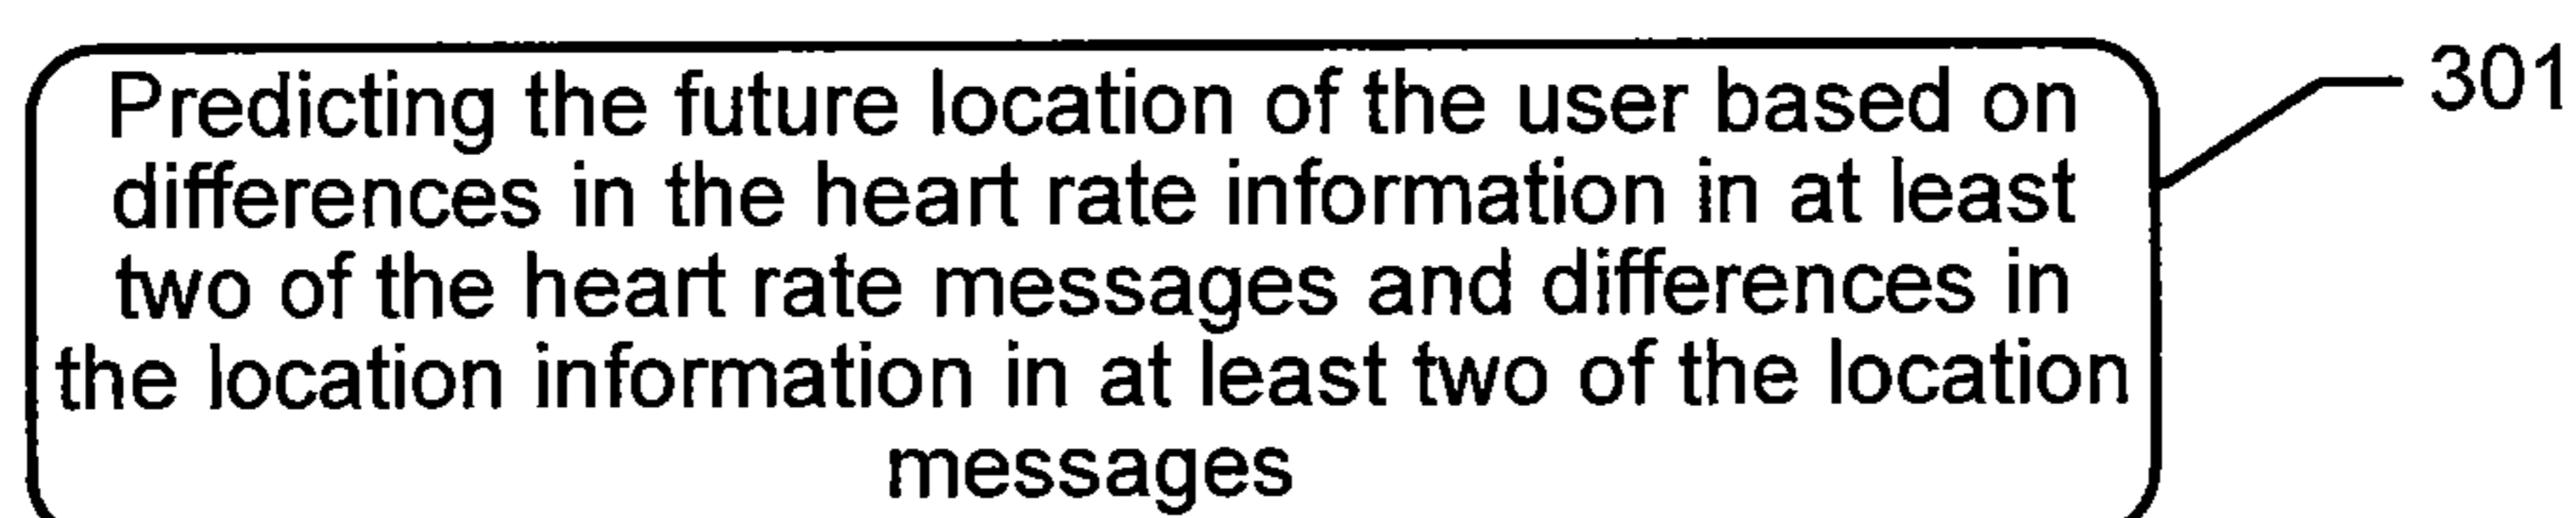 Predicting the future location of the user based on
differences in the heart rate information in at least
two of the heart rate messages and differences in
the location information in at least two of the location
messages
301